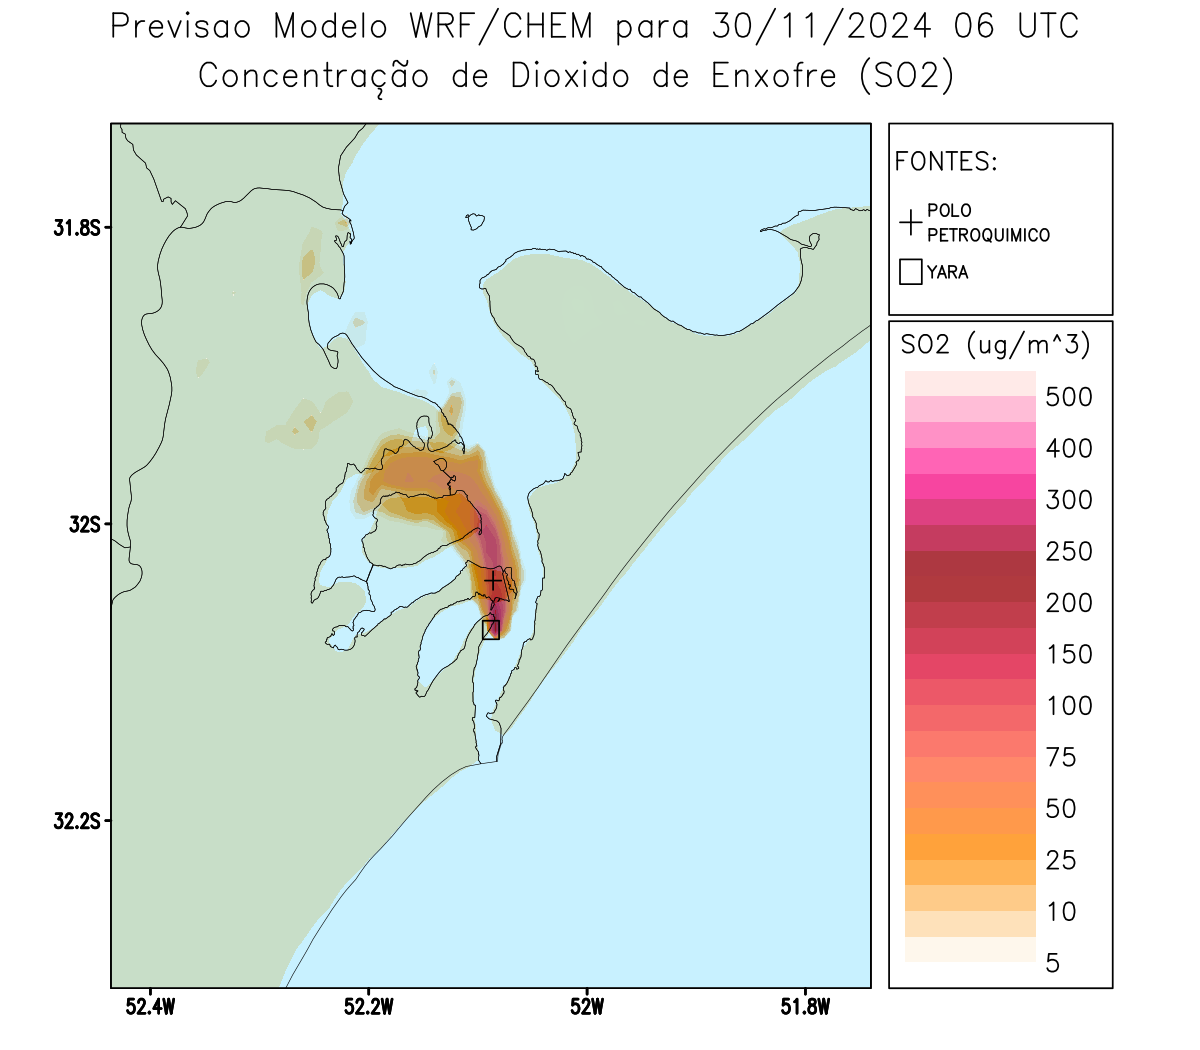 Previsao Modelo WRF/CHEM para 30/11/2024 06 UTC
Concentração de Dioxido de Enxofre (SO2)
FONTES:
POLO
PETROQUIMICO
YARA
SO2 (ug/m^3)
500
400
300
250
200
150
100
75
50
25
10
5
31.8S
32S
32.2S
52.4W
52.2W
52W
51.8W